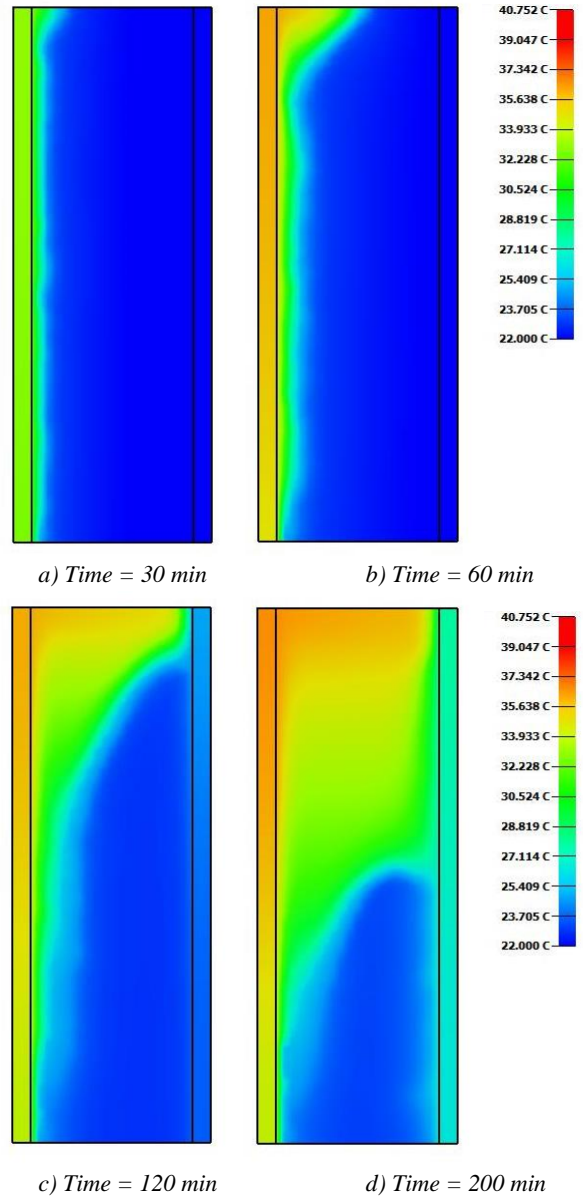 40.752 C
39.047 C
37.342 C
35.638 C
33.933 C
32.228 C
30.524 C
28.819 C
27.114 C
25.409 C
23.705 C
22.000 C
a) Time = 30 min
b) Time = 60 min
40.752 C
39.047 C
37.342 C
35.638 C
33.933 C
32.228 C
30.524 C
28.819 C
27.114 C
25.409 C
23.705 C
22.000 C
c) Time = 120 min
d) Time = 200 min